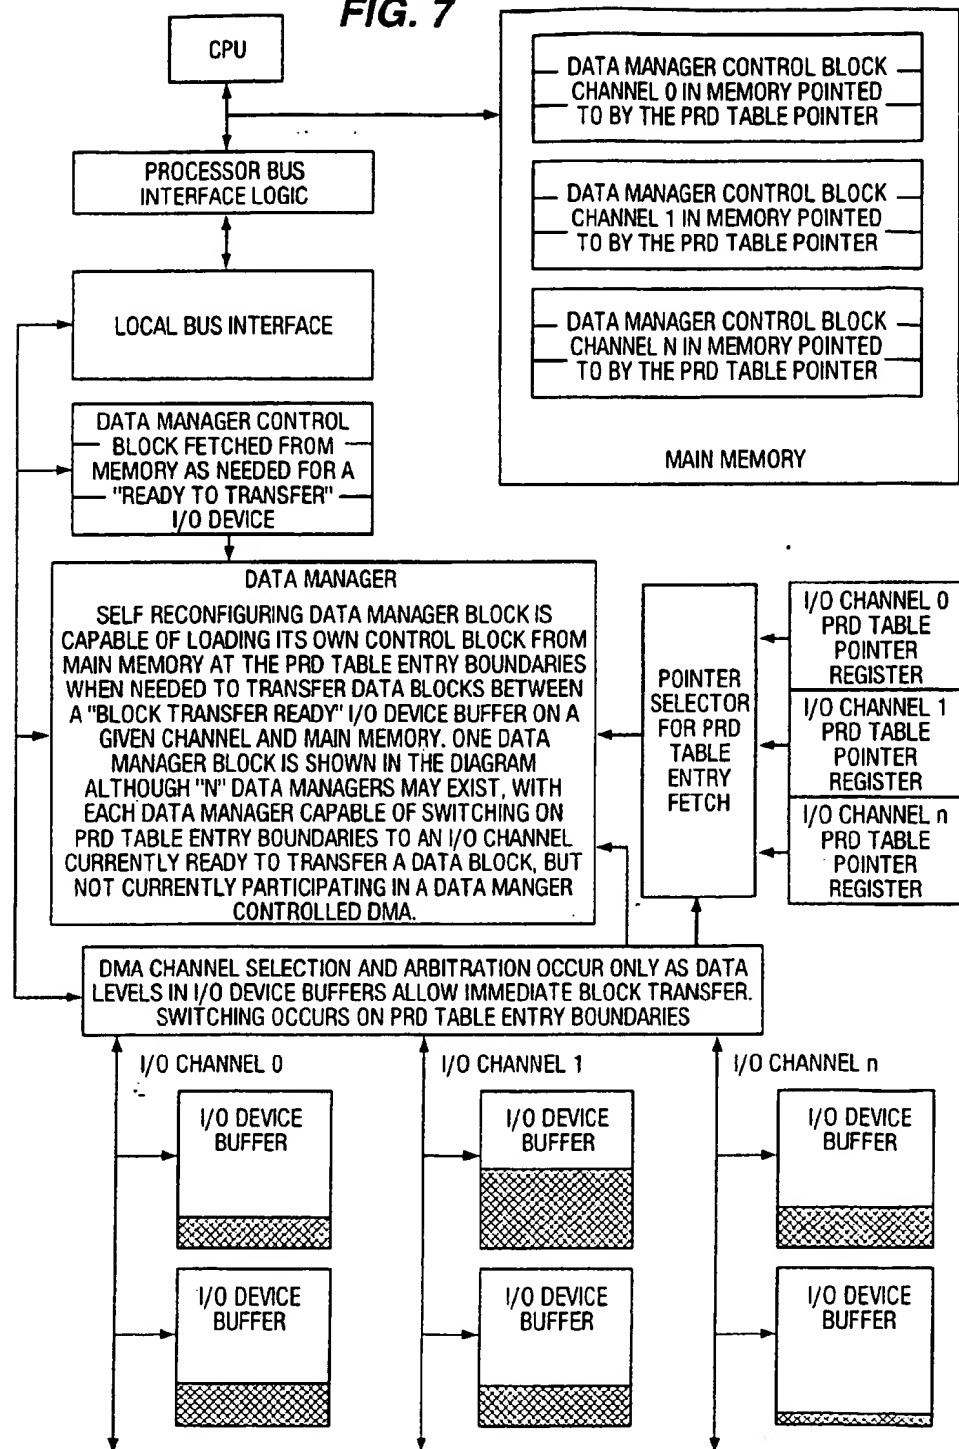 FIG. 7
CPU
PROCESSOR BUS
INTERFACE LOGIC
LOCAL BUS INTERFACE
DATA MANAGER CONTROL BLOCK
CHANNEL 0 IN MEMORY POINTED
TO BY THE PRD TABLE POINTER
DATA MANAGER CONTROL BLOCK
CHANNEL 1 IN MEMORY POINTED
TO BY THE PRD TABLE POINTER
DATA MANAGER CONTROL BLOCK
CHANNEL N IN MEMORY POINTED
TO BY THE PRD TABLE POINTER
MAIN MEMORY
DATA MANAGER CONTROL
BLOCK FETCHED FROM
MEMORY AS NEEDED FOR A
"READY TO TRANSFER"
I/O DEVICE
DATA MANAGER
SELF RECONFIGURING DATA MANAGER BLOCK IS
CAPABLE OF LOADING ITS OWN CONTROL BLOCK FROM
MAIN MEMORY AT THE PRD TABLE ENTRY BOUNDARIES
WHEN NEEDED TO TRANSFER DATA BLOCKS BETWEEN
A "BLOCK TRANSFER READY" I/O DEVICE BUFFER ON A
GIVEN CHANNEL AND MAIN MEMORY. ONE DATA
MANAGER BLOCK IS SHOWN IN THE DIAGRAM
ALTHOUGH "N" DATA MANAGERS MAY EXIST, WITH
EACH DATA MANAGER CAPABLE OF SWITCHING ON
PRD TABLE ENTRY BOUNDARIES TO AN I/O CHANNEL
CURRENTLY READY TO TRANSFER A DATA BLOCK, BUT
NOT CURRENTLY PARTICIPATING IN A DATA MANGER
CONTROLLED DMA.
POINTER
SELECTOR
FOR PRD
TABLE
ENTRY
FETCH
I/O CHANNEL 0
PRD TABLE
POINTER
REGISTER
I/O CHANNEL 1
PRD TABLE
POINTER
REGISTER
I/O CHANNEL n
PRD TABLE
POINTER
REGISTER
DMA CHANNEL SELECTION AND ARBITRATION OCCUR ONLY AS DATA
LEVELS IN I/O DEVICE BUFFERS ALLOW IMMEDIATE BLOCK TRANSFER.
SWITCHING OCCURS ON PRD TABLE ENTRY BOUNDARIES
I/O CHANNEL 0
I/O CHANNEL 1
I/O CHANNEL n
I/O DEVICE
BUFFER
I/O DEVICE
BUFFER
I/O DEVICE
BUFFER
I/O DEVICE
BUFFER
I/O DEVICE
BUFFER
I/O DEVICE
BUFFER